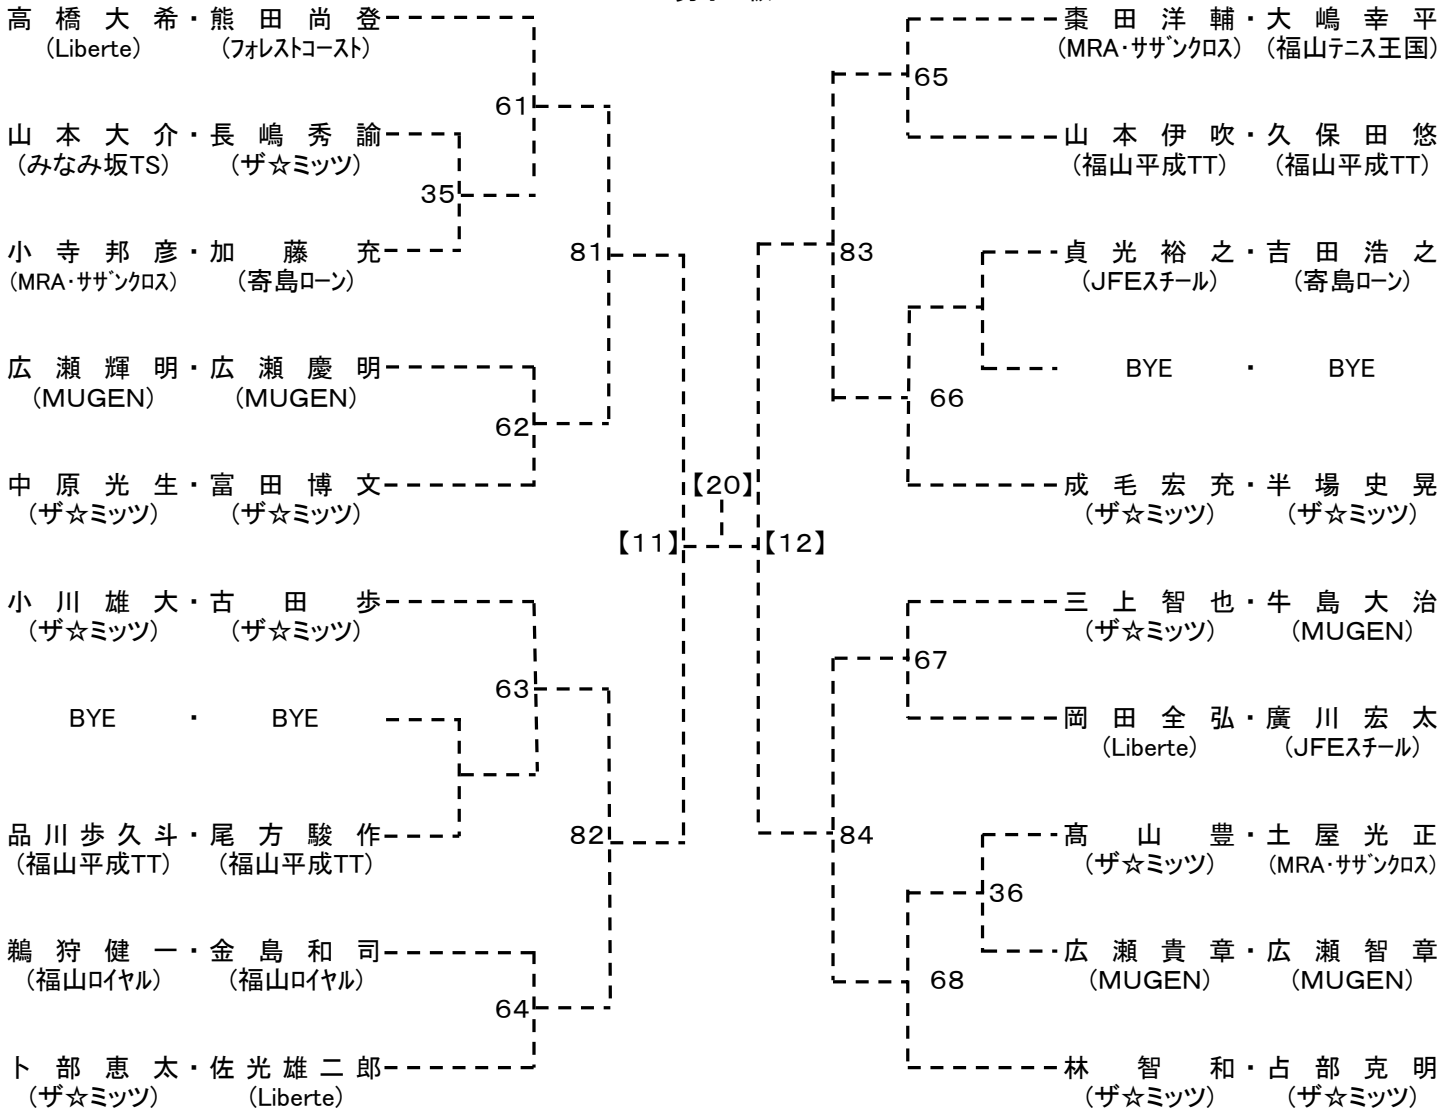 高橋大希・熊田尚登
(Liberte) (フォレストコースト)
61
山本大介・長嶋秀諭
(みなみ坂TS) (ザ☆ミッツ)
35
小寺邦彦・加藤充
(MRA・サザンクロス) (寄島ローン)
81
広瀬輝明・広瀬慶明
(MUGEN) (MUGEN)
62
中原光生・富田博文
(ザ☆ミッツ) (ザ☆ミッツ)
【20】
【11】
【12】
小川雄大・古田歩
(ザ☆ミッツ) (ザ☆ミッツ)
63
BYE ・ BYE
品川歩久斗・尾方駿作
(福山平成TT) (福山平成TT)
82
鵜狩健一・金島和司
(福山ロイヤル) (福山ロイヤル)
64
卜部恵太・佐光雄二郎
(ザ☆ミッツ) (Liberte)
棗田洋輔・大嶋幸平
(MRA・サザンクロス) (福山テニス王国)
65
山本伊吹・久保田悠
(福山平成TT) (福山平成TT)
83
貞光裕之・吉田浩之
(JFEスチール) (寄島ローン)
BYE ・ BYE
66
成毛宏充・半場史晃
(ザ☆ミッツ) (ザ☆ミッツ)
三上智也・牛島大治
(ザ☆ミッツ) (MUGEN)
67
岡田全弘・廣川宏太
(Liberte) (JFEスチール)
84
髙山豊・土屋光正
(ザ☆ミッツ) (MRA・サザンクロス)
36
広瀬貴章・広瀬智章
(MUGEN) (MUGEN)
68
林智和・占部克明
(ザ☆ミッツ) (ザ☆ミッツ)